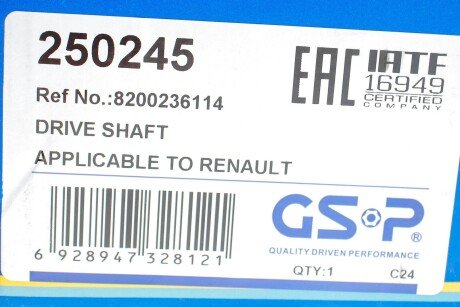 250245
EAC IATF
16949
CERTIFIED
COMPANY
Ref No.:8200236114
DRIVE SHAFT
APPLICABLE TO RENAULT
6 928947 328121
GSP®
QUALITY DRIVEN PERFORMANCE
QTY:1 C24